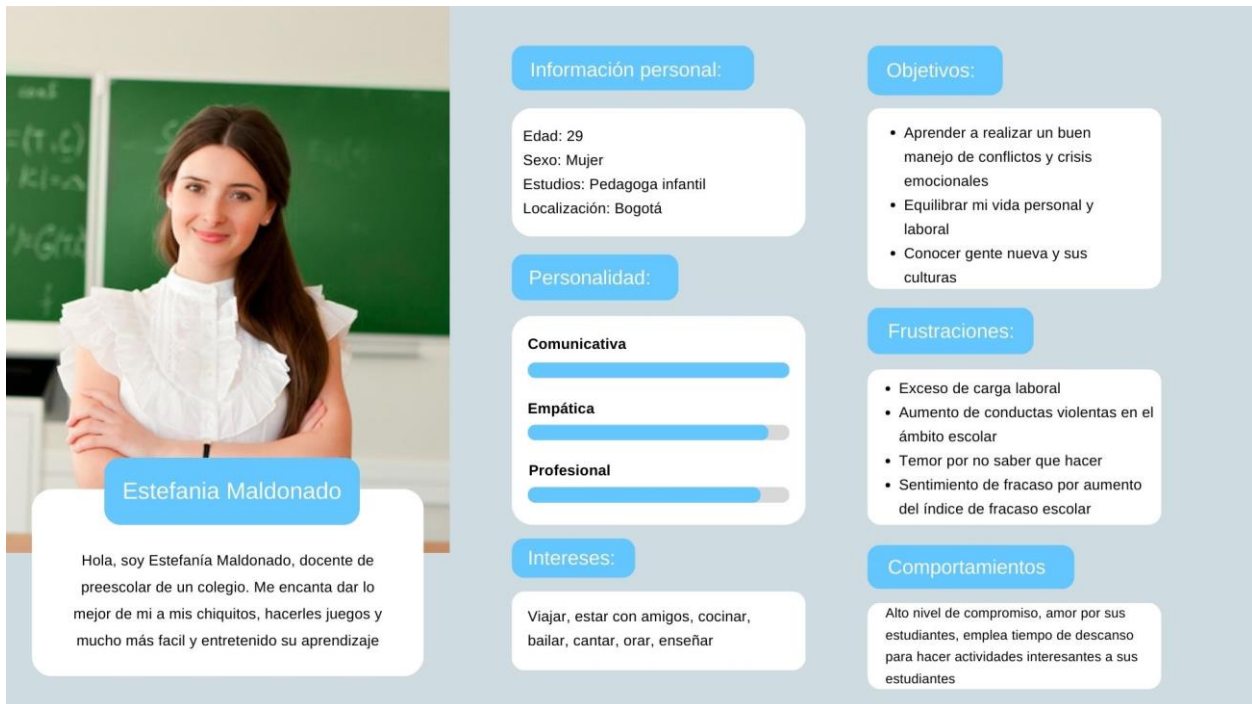 Estefania Maldonado
Hola, soy Estefanía Maldonado, docente de
preescolar de un colegio. Me encanta dar lo
mejor de mi a mis chiquitos, hacerles juegos y
mucho más facil y entretenido su aprendizaje
Información personal:
Edad: 29
Sexo: Mujer
Estudios: Pedagoga infantil
Localización: Bogotá
Personalidad:
Comunicativa
Empática
Profesional
Intereses:
Viajar, estar con amigos, cocinar,
bailar, cantar, orar, enseñar
Objetivos:
• Aprender a realizar un buen
manejo de conflictos y crisis
emocionales
• Equilibrar mi vida personal y
laboral
• Conocer gente nueva y sus
culturas
Frustraciones:
• Exceso de carga laboral
• Aumento de conductas violentas en el
ámbito escolar
• Temor por no saber que hacer
• Sentimiento de fracaso por aumento
del índice de fracaso escolar
Comportamientos
Alto nivel de compromiso, amor por sus
estudiantes, emplea tiempo de descanso
para hacer actividades interesantes a sus
estudiantes